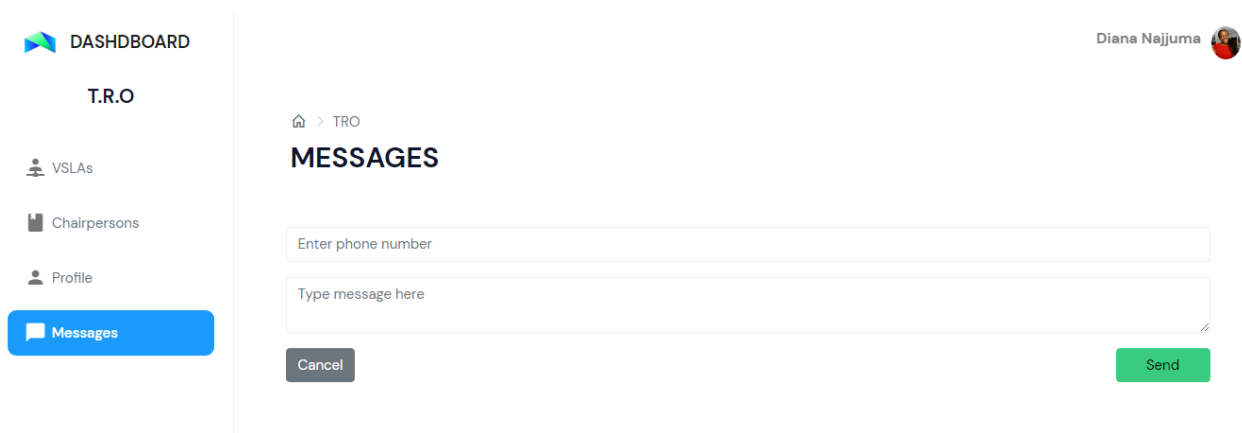 DASHDBOARD
Diana Najjuma
T.R.O
TRO
MESSAGES
VSLAs
Chairpersons
Profile
Messages
Enter phone number
Type message here
Cancel
Send